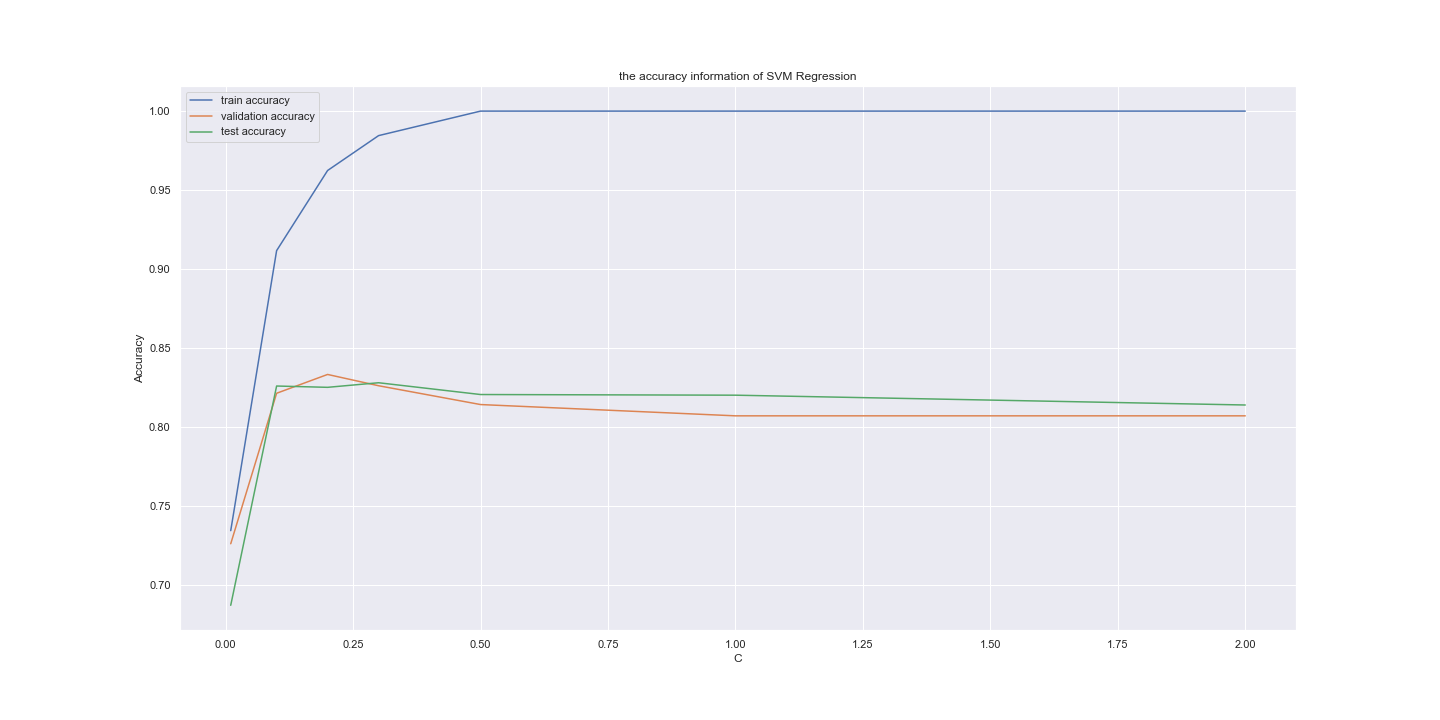 the accuracy information of SVM Regression
train accuracy
validation accuracy
test accuracy
1.00
0.95
0.90
0.85
0.80
0.75
0.70
Accuracy
0.00 0.25 0.50 0.75 1.00 1.25 1.50 1.75 2.00
C